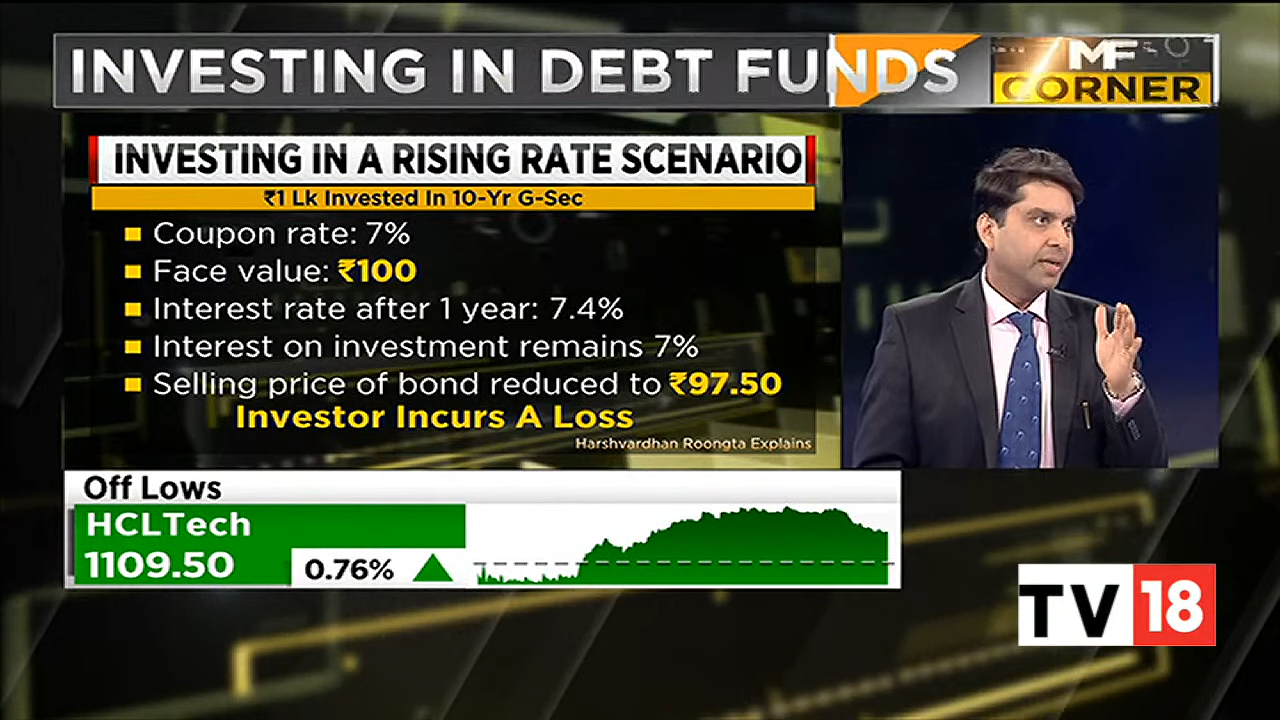 INVESTING IN DEBT FUNDS
MF
CORNER
INVESTING IN A RISING RATE SCENARIO
₹1 Lk Invested In 10-Yr G-Sec
Coupon rate: 7%
Face value: ₹100
Interest rate after 1 year: 7.4%
Interest on investment remains 7%
Selling price of bond reduced to ₹97.50
Investor Incurs A Loss
Harshvardhan Roongta Explains
Off Lows
HCLTech
1109.50
0.76%
TV 18